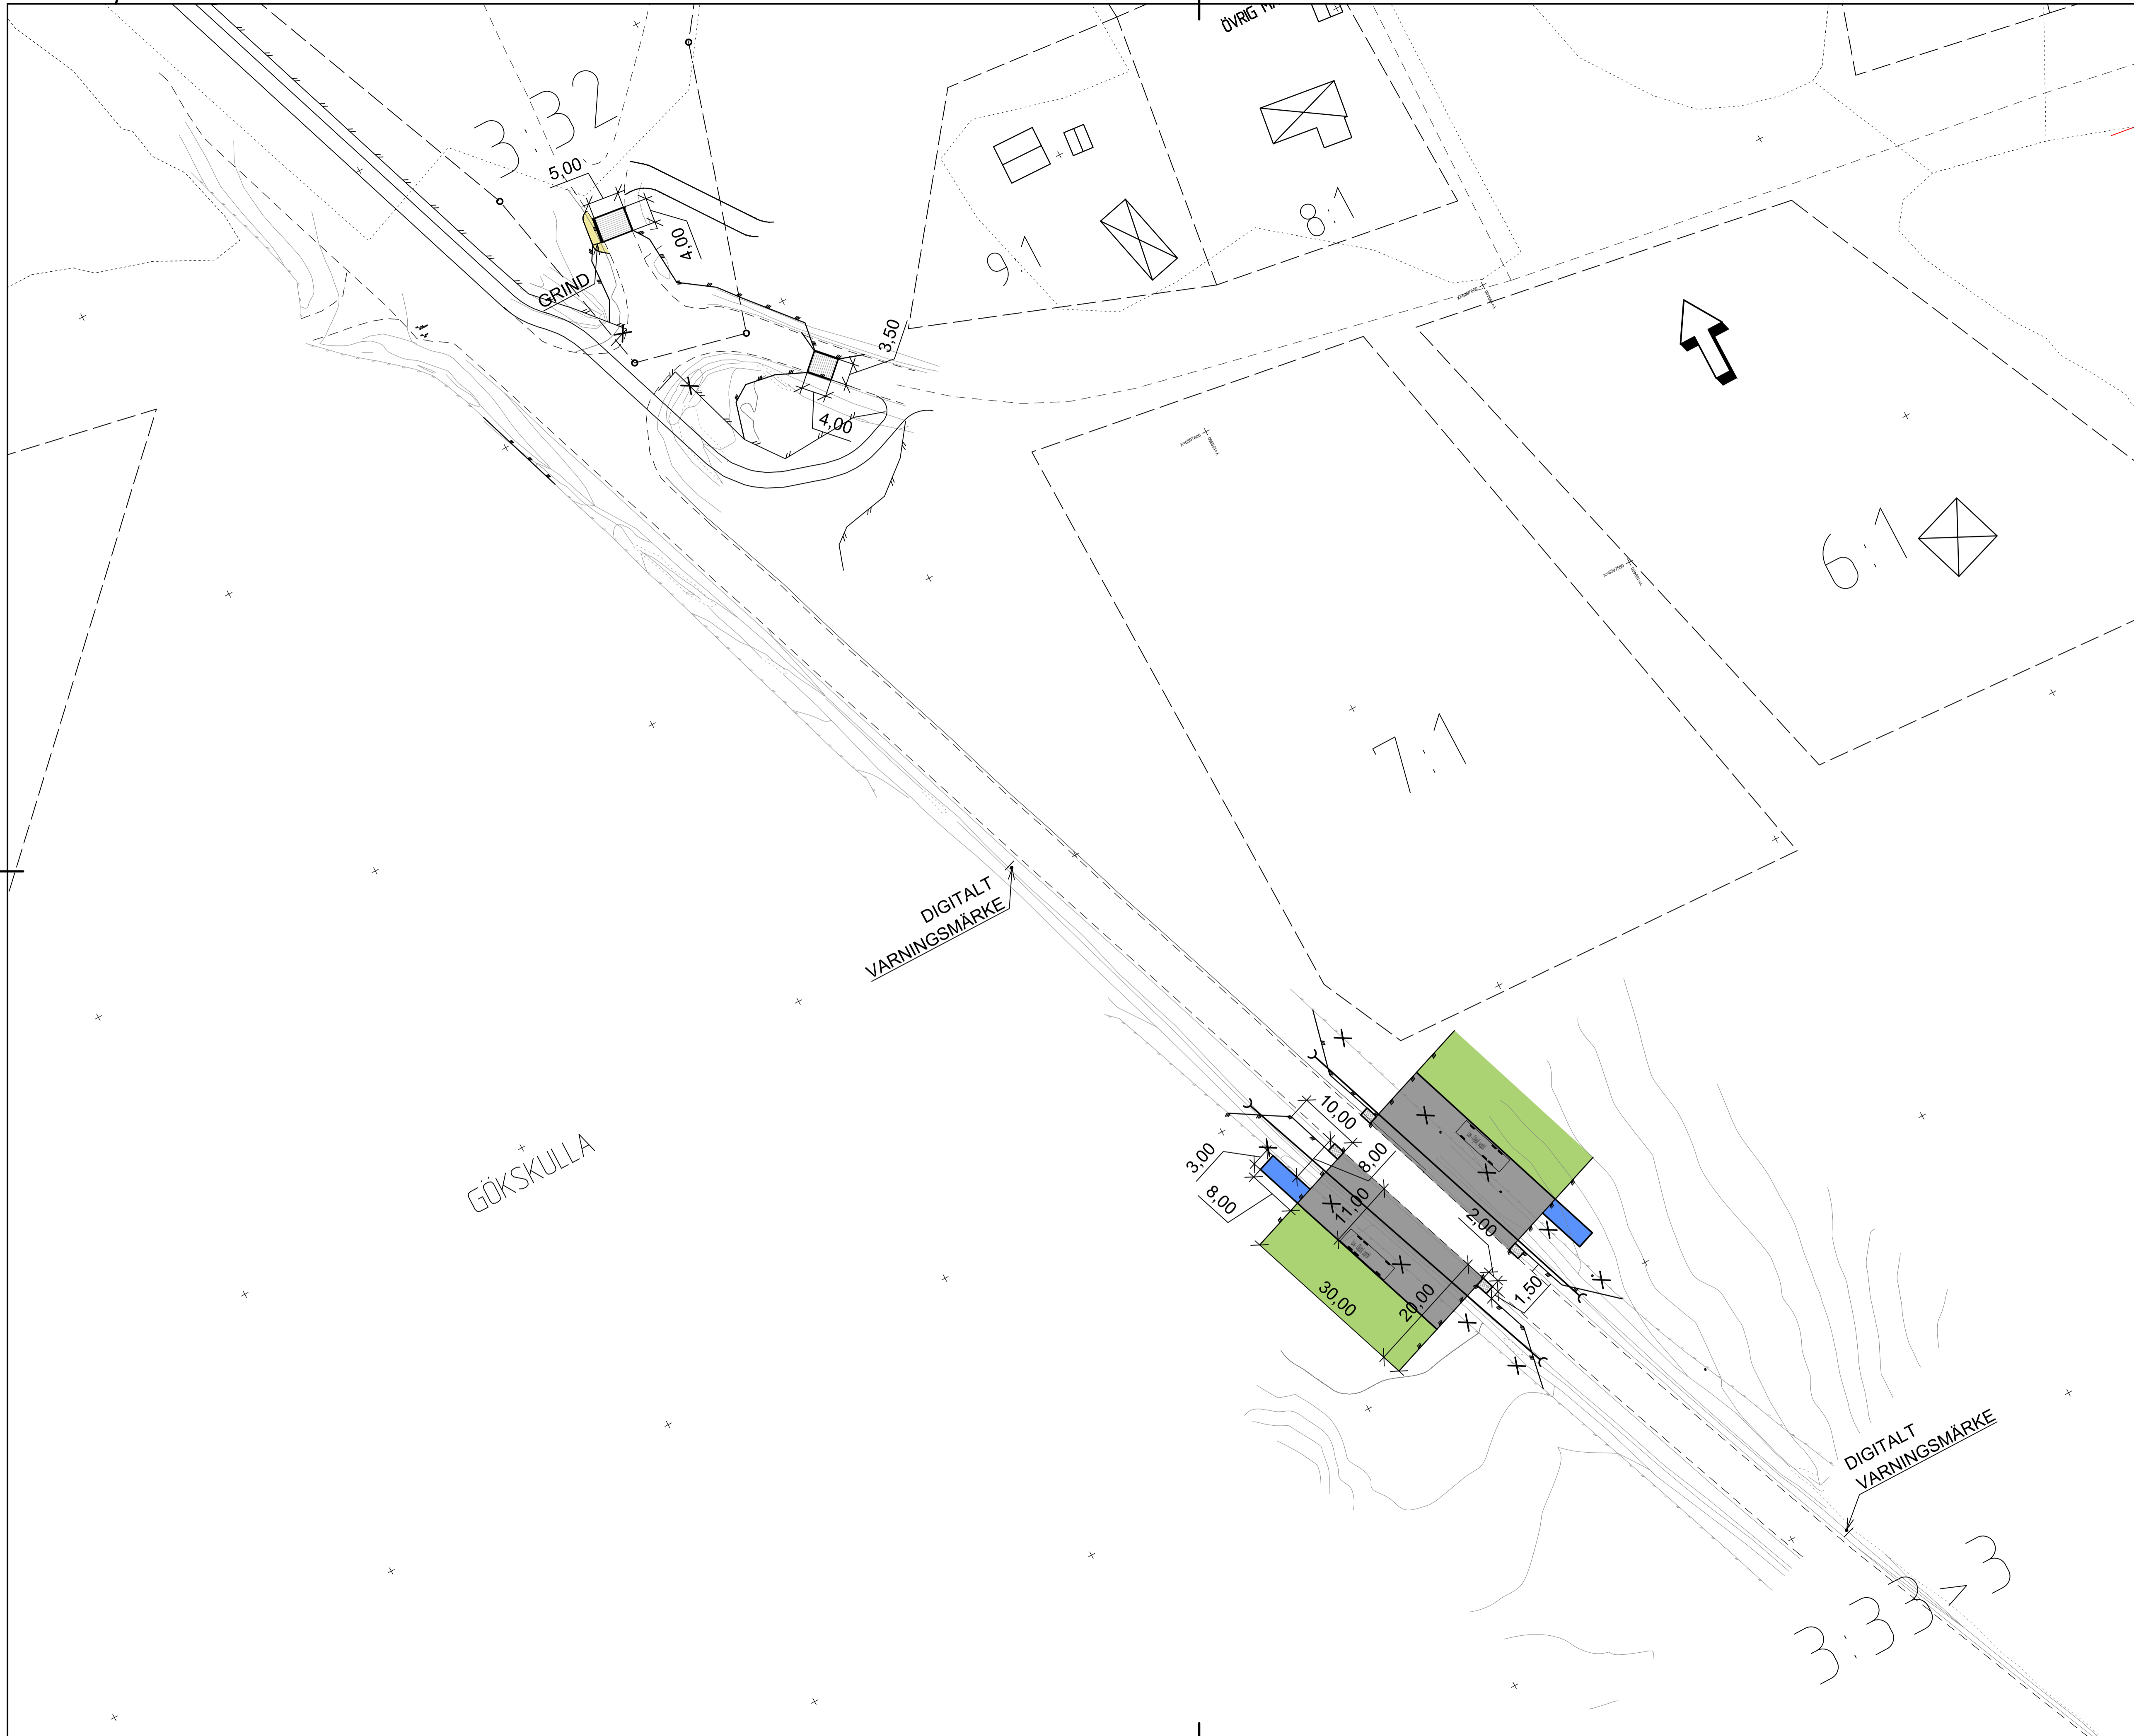 ÖVRIG
3:32
5,00
4,00
GRIND
3,50
4,00
9:1
8:1
6:1
7:1
DIGITALT
VARNINGSMÄRKE
GÖKSKULLA
10,00
8,00
3,00
8,00
11,00
2,00
30,00
20,00
1,50
DIGITALT
VARNINGSMÄRKE
3:33>3